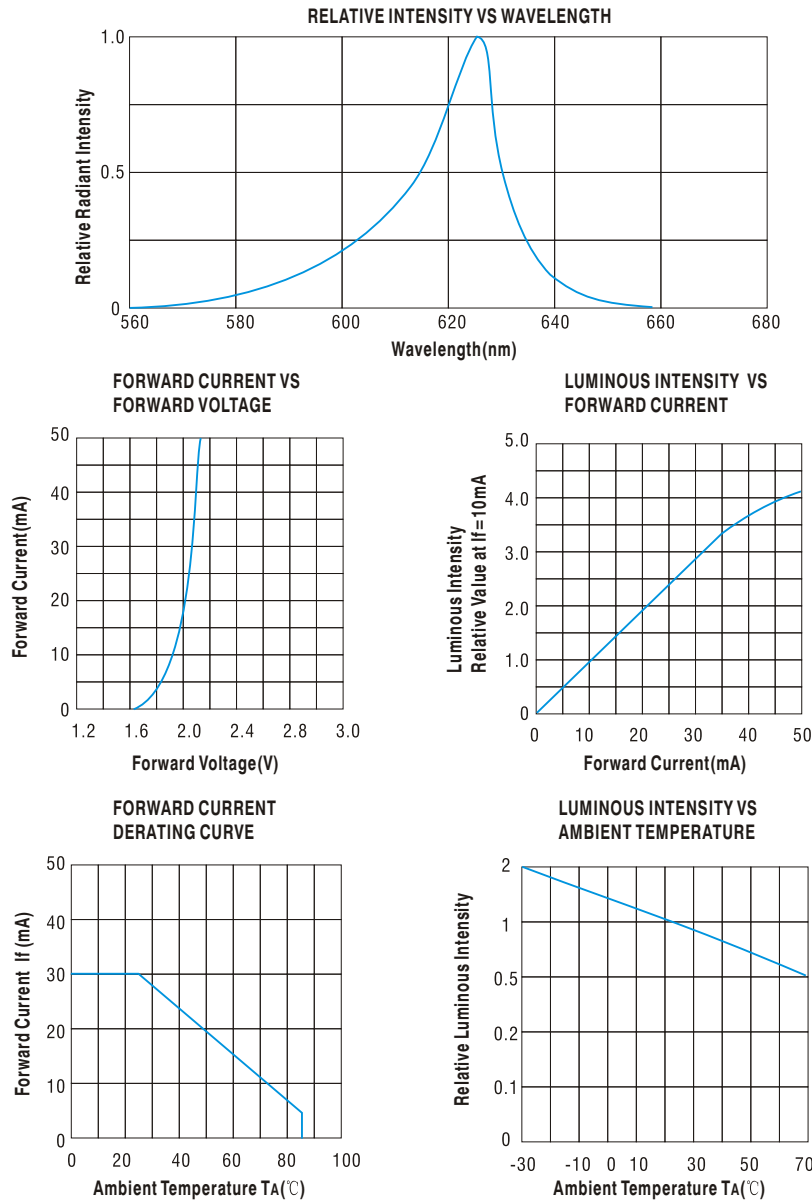 RELATIVE INTENSITY VS WAVELENGTH
Relative Radiant Intensity
1.0
0.5
0
560 580 600 620 640 660 680
Wavelength(nm)
FORWARD CURRENT VS
FORWARD VOLTAGE
Forward Current(mA)
50
40
30
20
10
0
1.2 1.6 2.0 2.4 2.8 3.0
Forward Voltage(V)
LUMINOUS INTENSITY VS
FORWARD CURRENT
Luminous Intensity
Relative Value at If=10mA
5.0
4.0
3.0
2.0
1.0
0
0 10 20 30 40 50
Forward Current(mA)
FORWARD CURRENT
DERATING CURVE
Forward Current If (mA)
50
40
30
20
10
0
0 20 40 60 80 100
Ambient Temperature TA(℃)
LUMINOUS INTENSITY VS
AMBIENT TEMPERATURE
Relative Luminous Intensity
2
1
0.5
0.2
0.1
0
-30 -10 0 10 30 50 70
Ambient Temperature TA(℃)